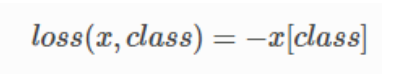 loss(x, class) = −x[class]